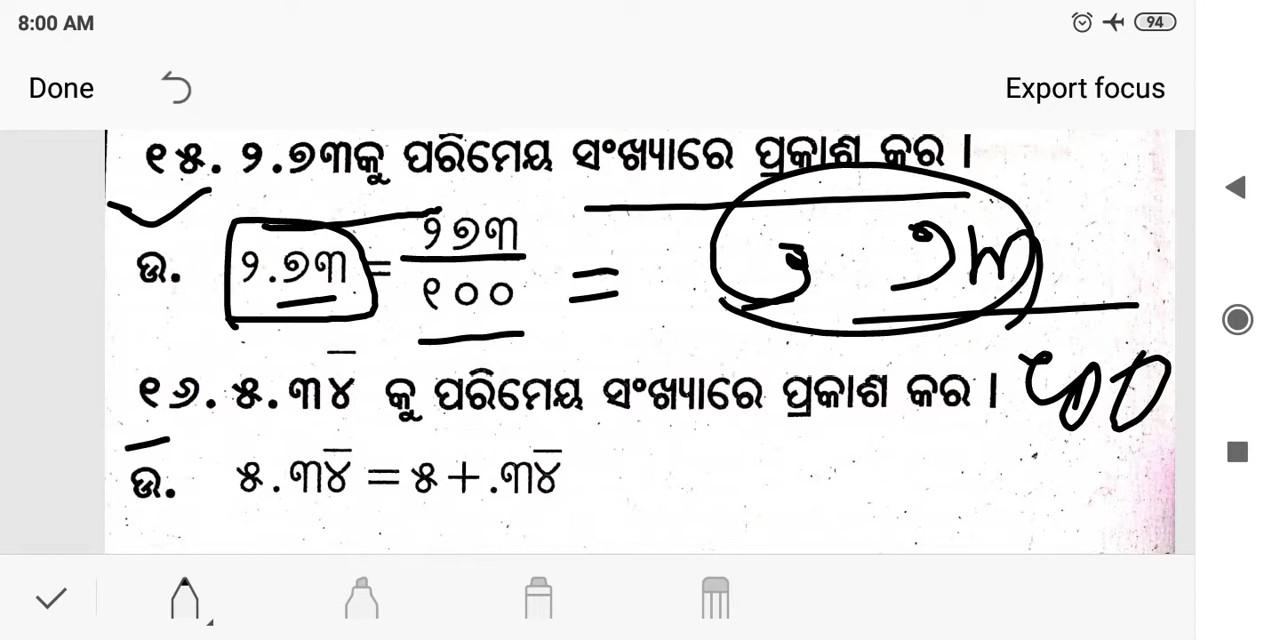 8:00 AM
94
Done
Export focus
୧୫. ୨.୭୩କୁ ପରିମେୟ ସଂଖ୍ୟାରେ ପ୍ରକାଶ କର ।
୨୭୩
ଉ. ୨.୭୩ = =
୧୦୦
୧୬. ୫.୩୪̅ କୁ ପରିମେୟ ସଂଖ୍ୟାରେ ପ୍ରକାଶ କର ।
ଉ. ୫.୩୪̅ = ୫ + .୩୪̅